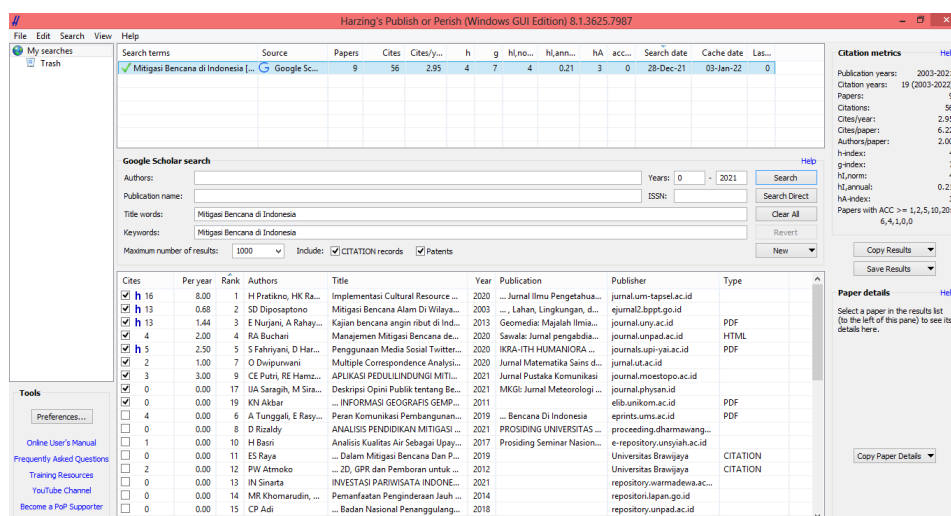 Harzing's Publish or Perish (Windows GUI Edition) 8.1.3625.7987
File Edit Search View Help
My searches
Trash
Search terms Source Papers Cites Cites/y... h g hI,no... hI,ann... hA acc... Search date Cache date Las...
Mitigasi Bencana di Indonesia [... Google Sc... 9 56 2.95 4 7 4 0.21 3 0 28-Dec-21 03-Jan-22 0
Google Scholar search Help
Authors: Years: 0 - 2021 Search
Publication name: ISSN: Search Direct
Title words: Mitigasi Bencana di Indonesia Clear All
Keywords: Mitigasi Bencana di Indonesia Revert
Maximum number of results: 1000 Include: CITATION records Patents New
Cites Per year Rank Authors Title Year Publication Publisher Type
h 16 8.00 1 H Pratikno, HK Ra... Implementasi Cultural Resource ... 2020 ... Jurnal Ilmu Pengetahua... jurnal.um-tapsel.ac.id
h 13 0.68 2 SD Diposaptono Mitigasi Bencana Alam Di Wilaya... 2003 ..., Lahan, Lingkungan, d... ejurnal2.bppt.go.id
h 13 1.44 3 E Nurjani, A Rahay... Kajian bencana angin ribut di Ind... 2013 Geomedia: Majalah Ilmia... journal.uny.ac.id PDF
4 2.00 4 RA Buchari Manajemen Mitigasi Bencana de... 2020 Sawala: Jurnal pengabdia... jurnal.unpad.ac.id HTML
h 5 2.50 5 S Fahriyani, D Har... Penggunaan Media Sosial Twitter... 2020 IKRA-ITH HUMANIORA ... journals.upi-yai.ac.id PDF
2 1.00 7 O Dwipurwani Multiple Correspondence Analysi... 2020 Jurnal Matematika Sains d... jurnal.ut.ac.id
3 3.00 9 CE Putri, RE Hamz... APLIKASI PEDULILINDUNGI MITI... 2021 Jurnal Pustaka Komunikasi journal.moestopo.ac.id
0 0.00 17 IJA Saragih, M Sira... Deskripsi Opini Publik tentang Be... 2021 MKGI: Jurnal Meteorologi ... journal.physan.id
0 0.00 19 KN Akbar ... INFORMASI GEOGRAFIS GEMP... 2011 elib.unikom.ac.id PDF
4 0.00 6 A Tunggali, E Rasy... Peran Komunikasi Pembangunan... 2019 ... Bencana Di Indonesia eprints.ums.ac.id PDF
0 0.00 8 D Rizaldy ANALISIS PENDIDIKAN MITIGASI ... 2021 PROSIDING UNIVERSITAS ... proceeding.dharmawang...
1 0.00 10 H Basri Analisis Kualitas Air Sebagai Upay... 2017 Prosiding Seminar Nasion... e-repository.unsyiah.ac.id
0 0.00 11 ES Raya ... Dalam Mitigasi Bencana Dan P... 2019 Universitas Brawijaya CITATION
2 0.00 12 PW Atmoko ... 2D, GPR dan Pemboran untuk ... 2012 Universitas Brawijaya CITATION
0 0.00 13 IN Sinarta INVESTASI PARIWISATA INDONE... 2021 repository.warmadewa.ac...
0 0.00 14 MR Khomarudin, ... Pemanfaatan Penginderaan Jauh ... 2014 repositori.lapan.go.id
0 0.00 15 CP Adi ... Badan Nasional Penanggulang... 2018 repository.unpad.ac.id
Tools
Preferences...
Online User's Manual
Frequently Asked Questions
Training Resources
YouTube Channel
Become a PoP Supporter
Citation metrics
Publication years: 2003-2021
Citation years: 19 (2003-2022)
Papers: 9
Citations: 56
Cites/year: 2.95
Cites/paper: 6.22
Authors/paper: 2.00
h-index: 4
g-index: 7
hI,norm: 4
hI,annual: 0.21
hA-index: 3
Papers with ACC >= 1,2,5,10,20:
6,4,1,0,0
Copy Results
Save Results
Paper details
Select a paper in the results list
(to the left of this pane) to see its
details here.
Copy Paper Details